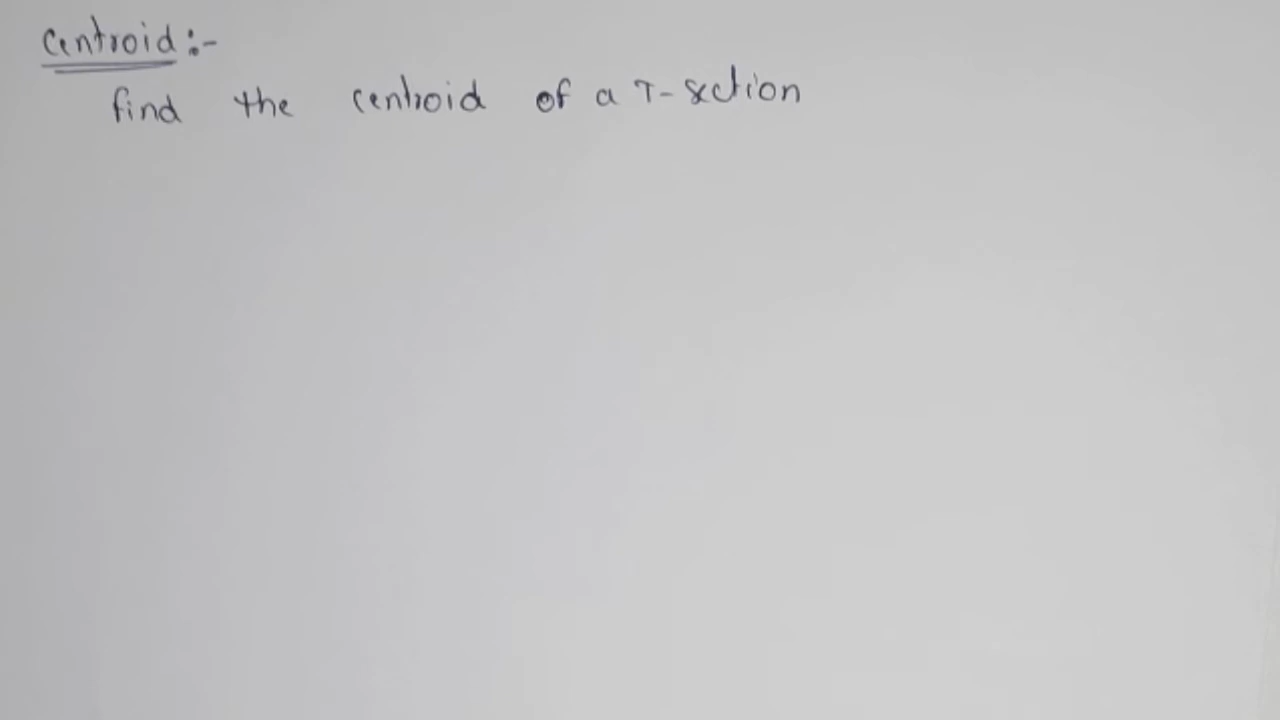 Centroid :-
find the centroid of a T-section